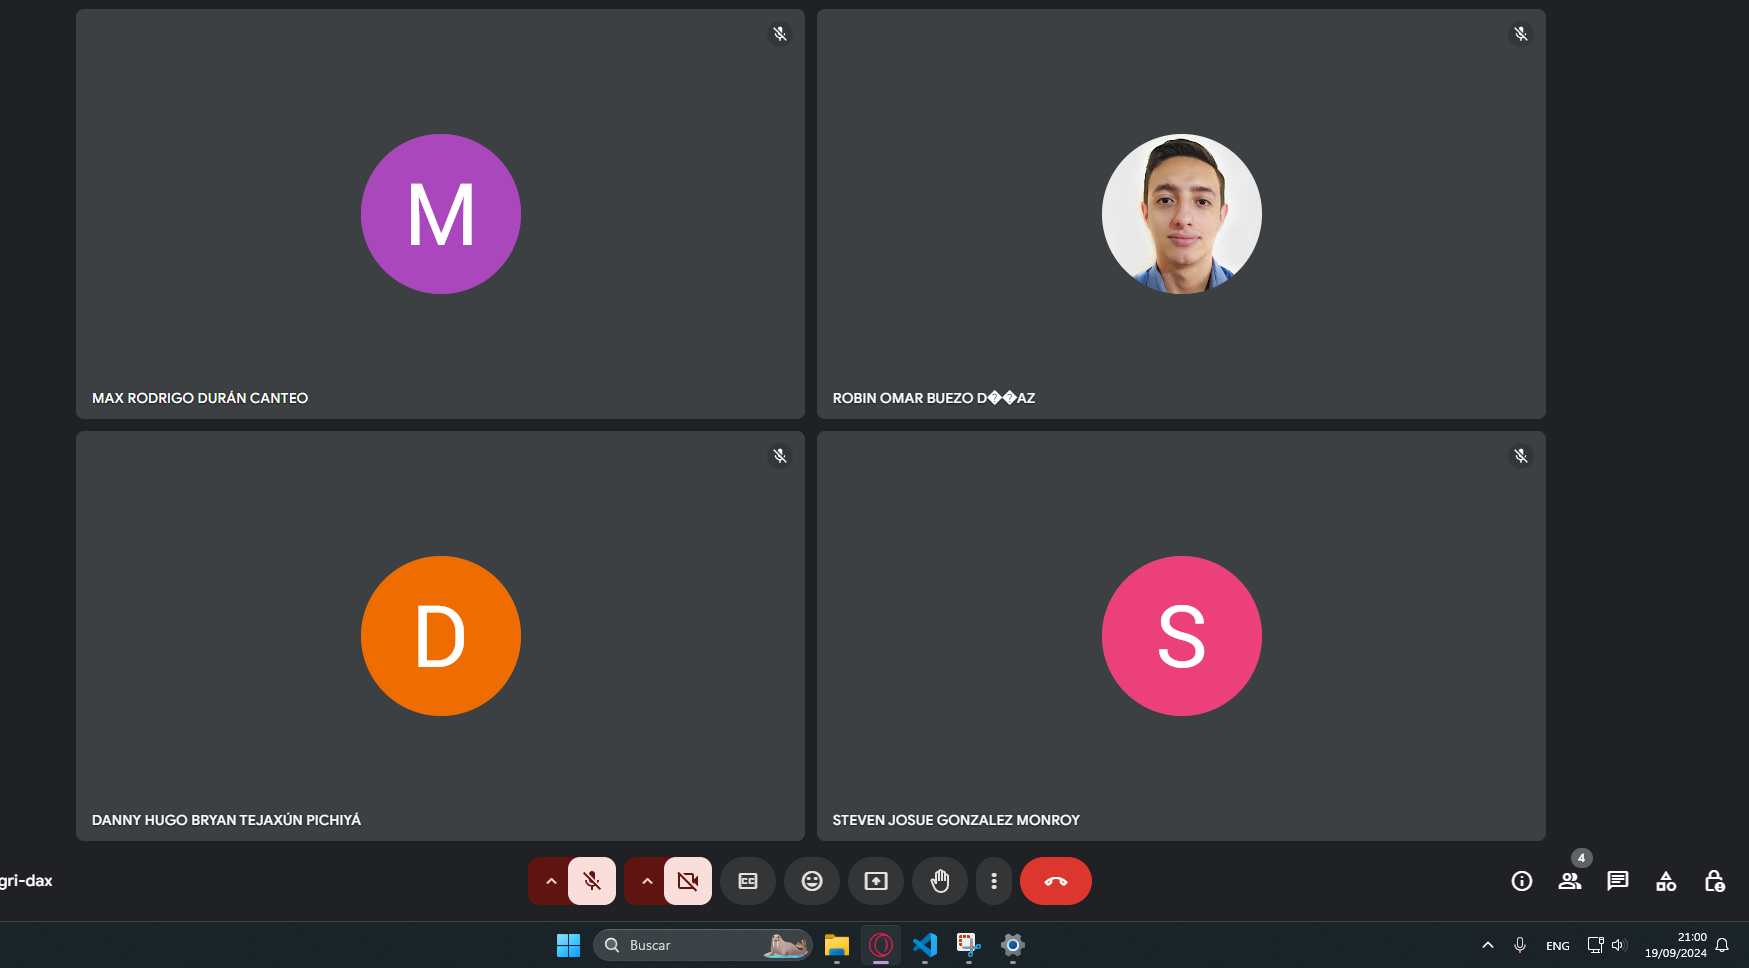 M
MAX RODRIGO DURÁN CANTEO
ROBIN OMAR BUEZO D��AZ
D
DANNY HUGO BRYAN TEJAXÚN PICHIYÁ
S
STEVEN JOSUE GONZALEZ MONROY
gri-dax
CC
4
Buscar
ENG
21:00
19/09/2024